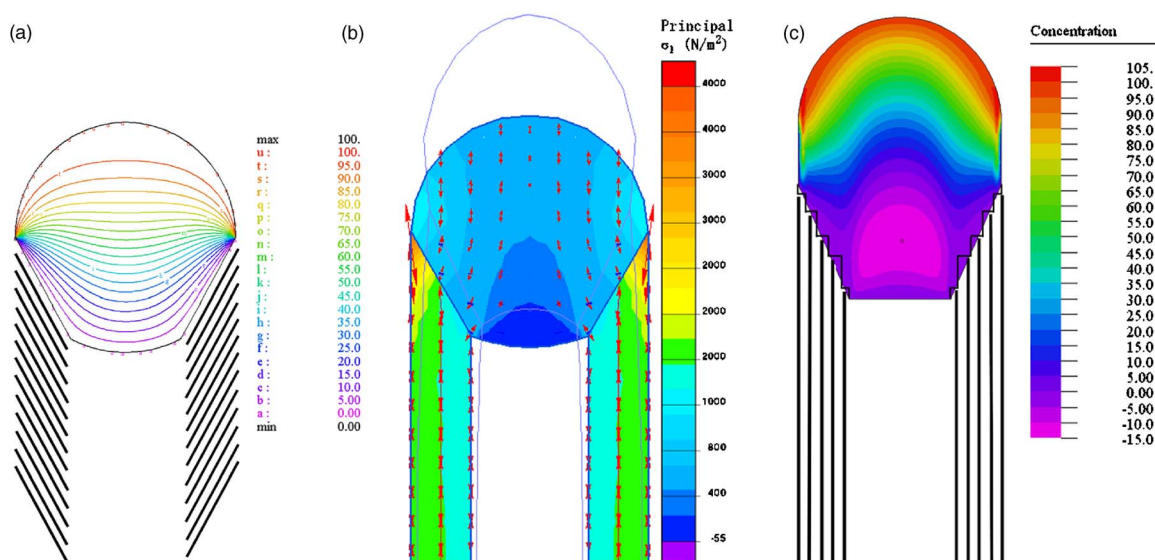 (a)
max 100.
u : 100.
t : 95.0
s : 90.0
r : 85.0
q : 80.0
p : 75.0
o : 70.0
n : 65.0
m : 60.0
l : 55.0
k : 50.0
j : 45.0
i : 40.0
h : 35.0
g : 30.0
f : 25.0
e : 20.0
d : 15.0
c : 10.0
b : 5.00
a : 0.00
min 0.00
(b)
Principal
σ₁ (N/m²)
4000
4000
3000
3000
2000
2000
1000
800
400
-55
(c)
Concentration
105.
100.
95.0
90.0
85.0
80.0
75.0
70.0
65.0
60.0
55.0
50.0
45.0
40.0
35.0
30.0
25.0
20.0
15.0
10.0
5.00
0.00
-5.00
-10.0
-15.0